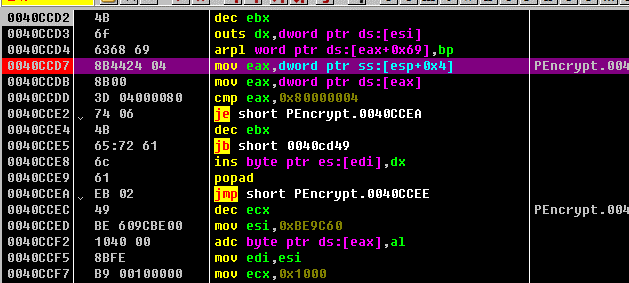 0040CCD2 4B dec ebx
0040CCD3 6f outs dx,dword ptr ds:[esi]
0040CCD4 6368 69 arpl word ptr ds:[eax+0x69],bp
0040CCD7 8B4424 04 mov eax,dword ptr ss:[esp+0x4] PEncrypt.004
0040CCDB 8B00 mov eax,dword ptr ds:[eax]
0040CCDD 3D 04000080 cmp eax,0x80000004
0040CCE2 74 06 je short PEncrypt.0040CCEA
0040CCE4 4B dec ebx
0040CCE5 65:72 61 jb short 0040cd49
0040CCE8 6c ins byte ptr es:[edi],dx
0040CCE9 61 popad
0040CCEA EB 02 jmp short PEncrypt.0040CCEE
0040CCEC 49 dec ecx PEncrypt.004
0040CCED BE 609CBE00 mov esi,0xBE9C60
0040CCF2 1040 00 adc byte ptr ds:[eax],al
0040CCF5 8BFE mov edi,esi
0040CCF7 B9 00100000 mov ecx,0x1000